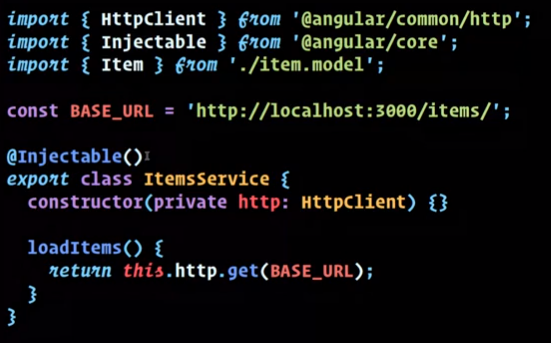 import { HttpClient } from '@angular/common/http';
import { Injectable } from '@angular/core';
import { Item } from './item.model';
const BASE_URL = 'http://localhost:3000/items/';
@Injectable()
export class ItemsService {
constructor(private http: HttpClient) {}
loadItems() {
return this.http.get(BASE_URL);
}
}